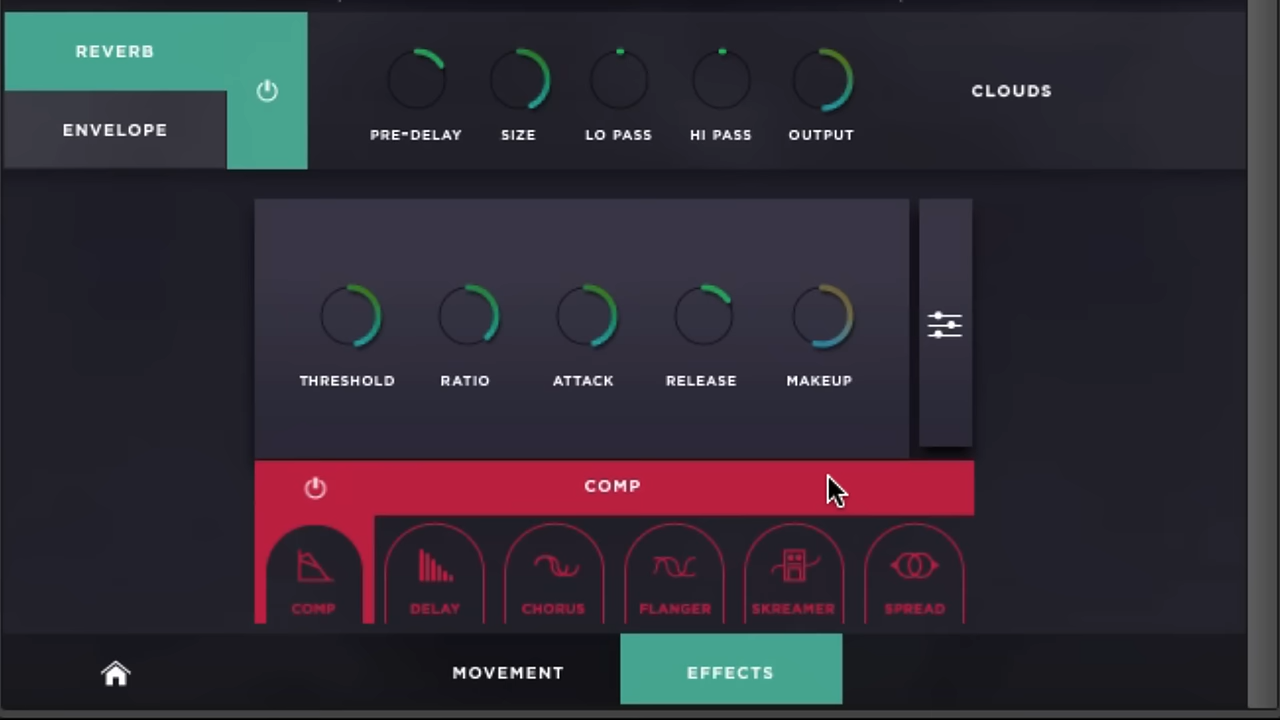 REVERB
ENVELOPE
PRE-DELAY SIZE LO PASS HI PASS OUTPUT
CLOUDS
THRESHOLD RATIO ATTACK RELEASE MAKEUP
COMP
COMP DELAY CHORUS FLANGER SKREAMER SPREAD
MOVEMENT EFFECTS